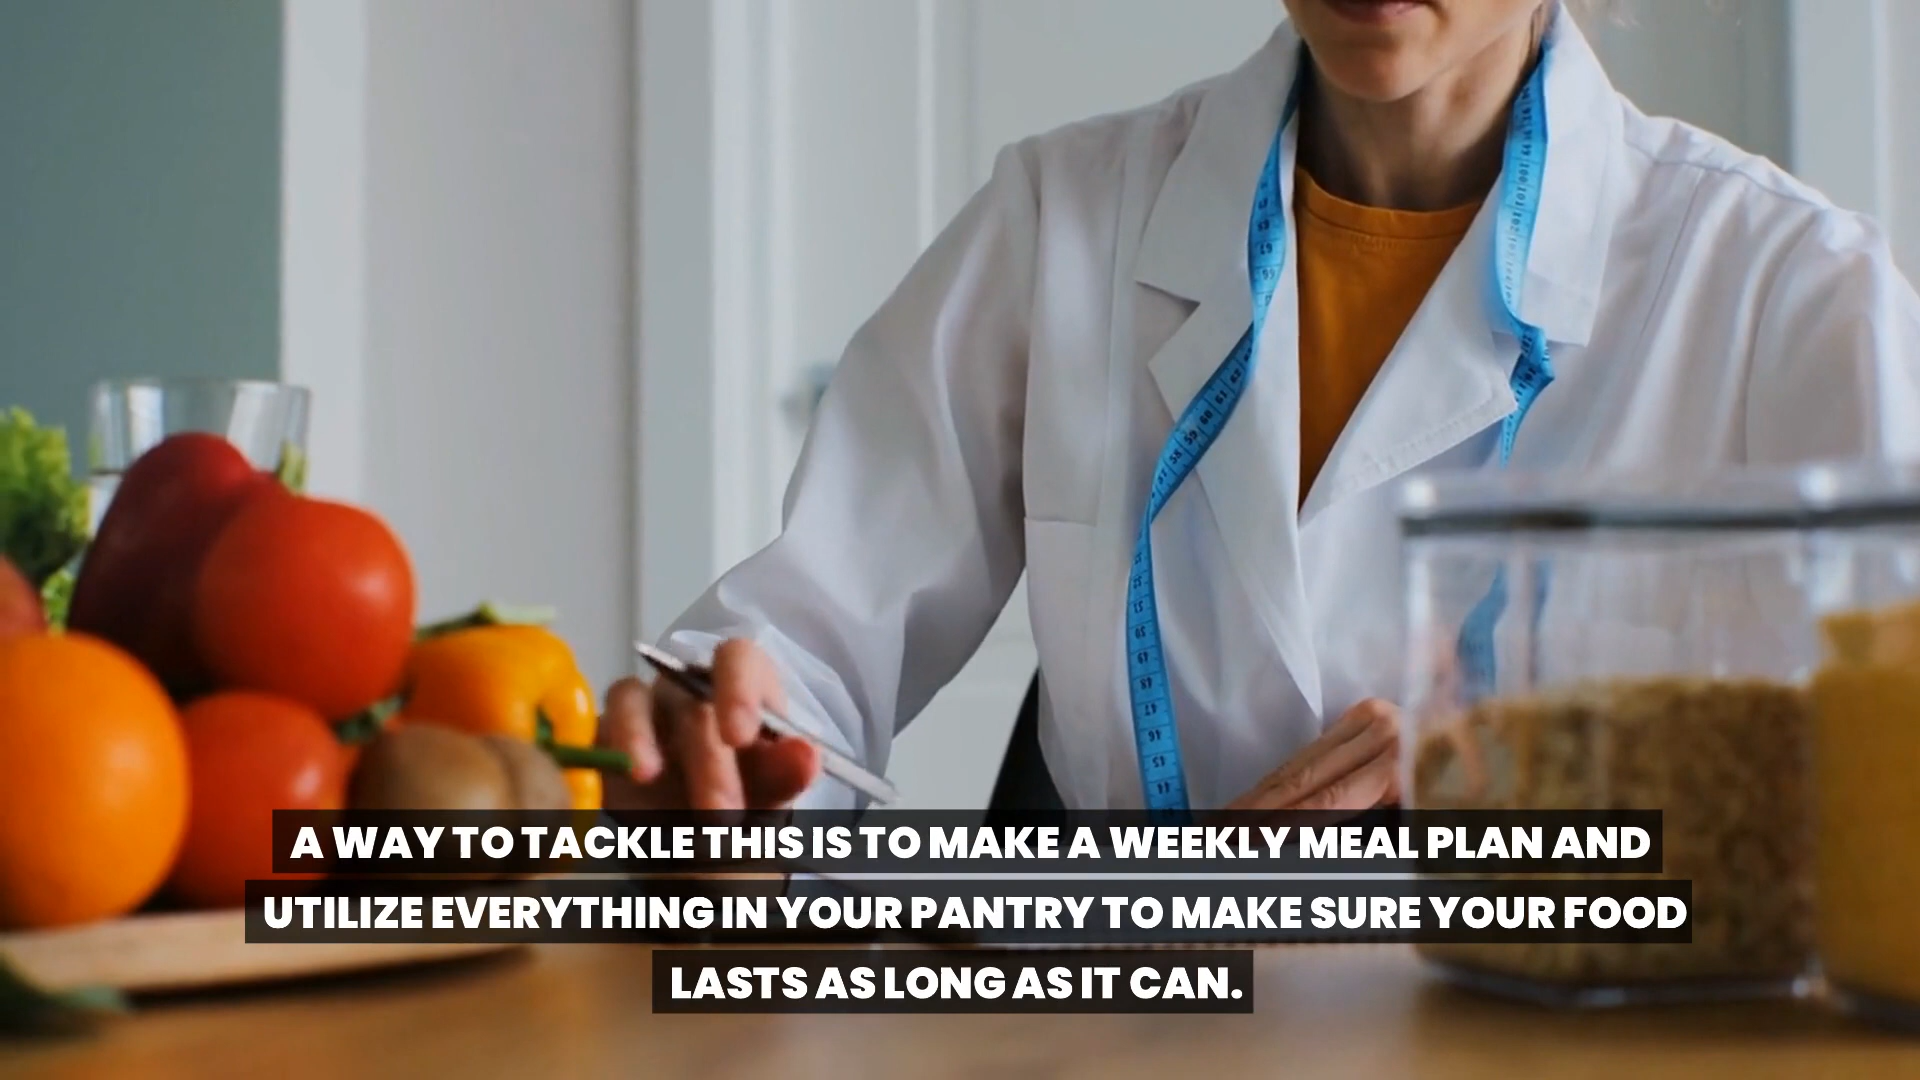 A WAY TO TACKLE THIS IS TO MAKE A WEEKLY MEAL PLAN AND
UTILIZE EVERYTHING IN YOUR PANTRY TO MAKE SURE YOUR FOOD
LASTS AS LONG AS IT CAN.